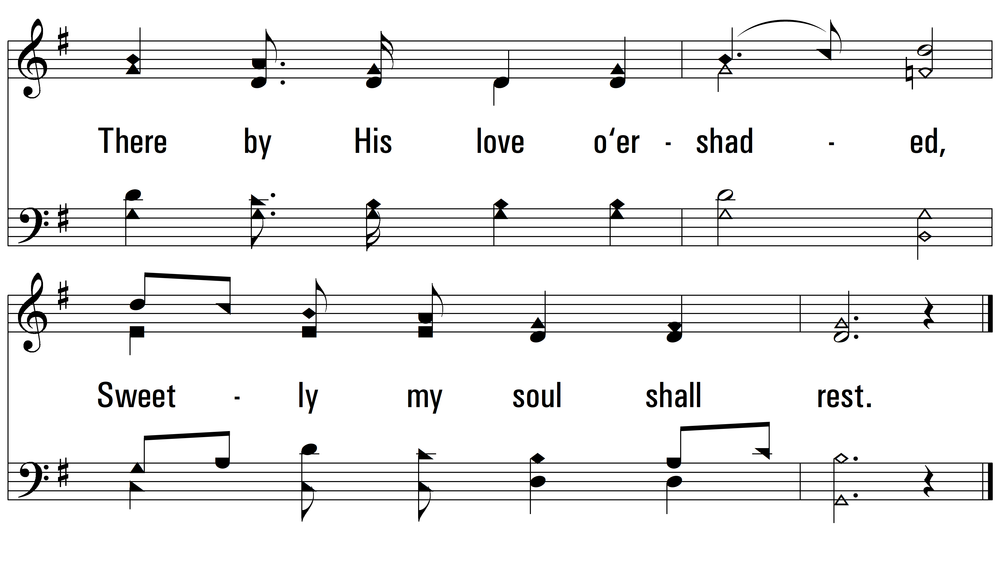 There by His love o‘er - shad - ed,
Sweet - ly my soul shall rest.